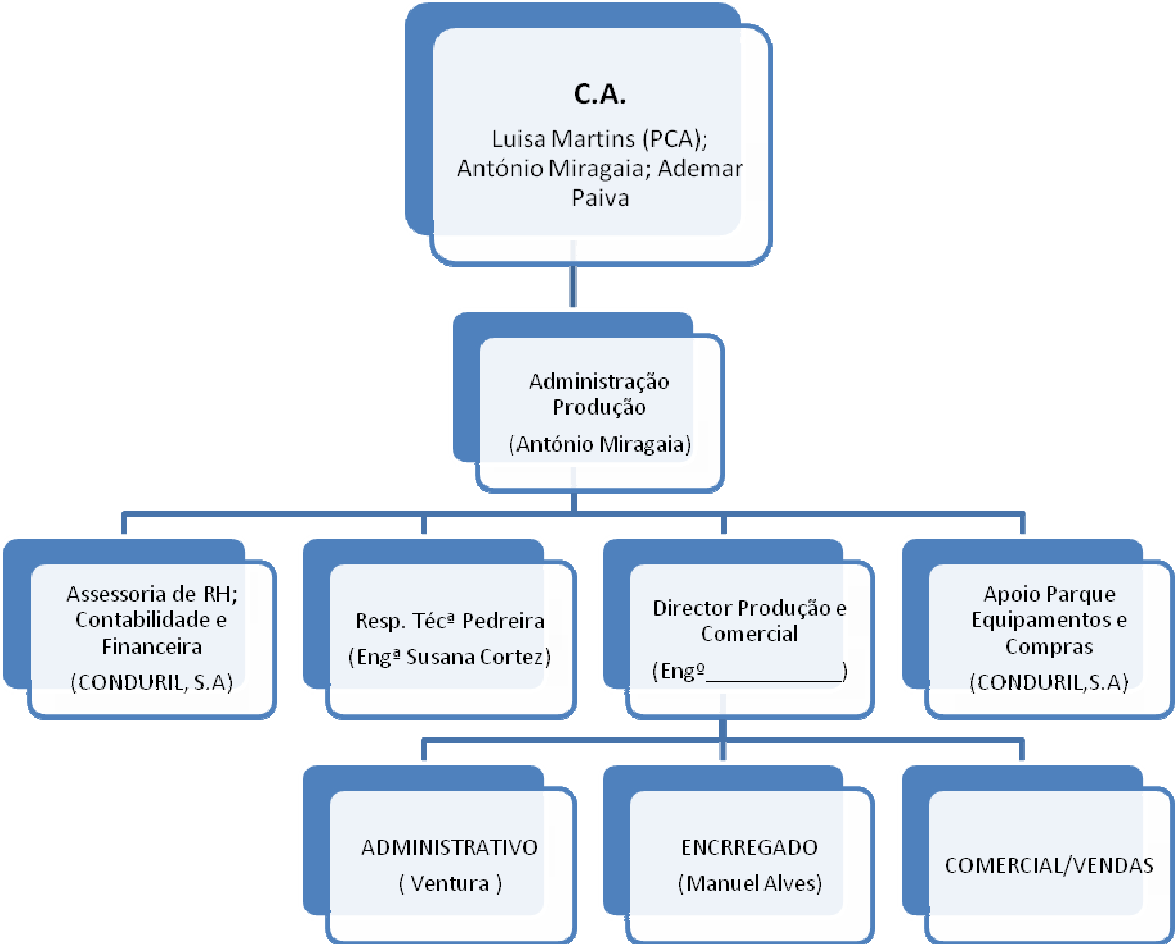 C.A.
Luisa Martins (PCA);
António Miragaia; Ademar
Paiva
Administração
Produção
(António Miragaia)
Assessoria de RH;
Contabilidade e
Financeira
(CONDURIL, S.A)
Resp. Técª Pedreira
(Engª Susana Cortez)
Director Produção e
Comercial
(Engº____________)
Apoio Parque
Equipamentos e
Compras
(CONDURIL,S.A)
ADMINISTRATIVO
( Ventura )
ENCRREGADO
(Manuel Alves)
COMERCIAL/VENDAS